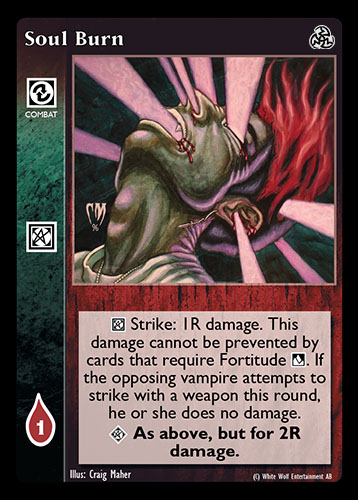 Soul Burn
COMBAT
CM
96
Strike: 1R damage. This
damage cannot be prevented by
cards that require Fortitude . If
the opposing vampire attempts to
strike with a weapon this round,
he or she does no damage.
As above, but for 2R
damage.
1
Illus: Craig Maher
(C) White Wolf Entertainment AB